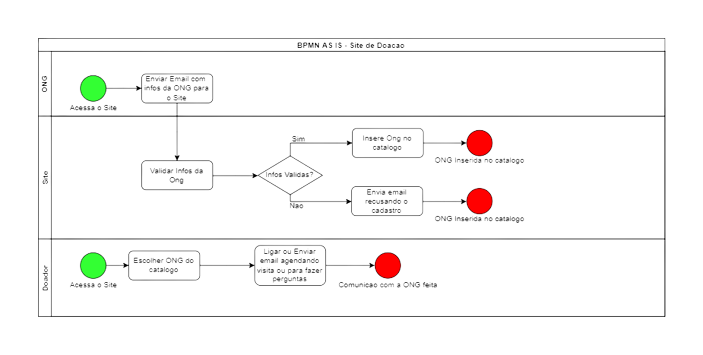 BPMN AS IS - Site de Doacao
ONG
Acessa o Site
Enviar Email com
infos da ONG para
o Site
Site
Validar Infos da
Ong
Infos Validas?
Sim
Insere Ong no
catalogo
ONG Inserida no catalogo
Nao
Envia email
recusando o
cadastro
ONG Inserida no catalogo
Doador
Acessa o Site
Escolher ONG do
catalogo
Ligar ou Enviar
email agendando
visita ou para fazer
perguntas
Comunicao com a ONG feita